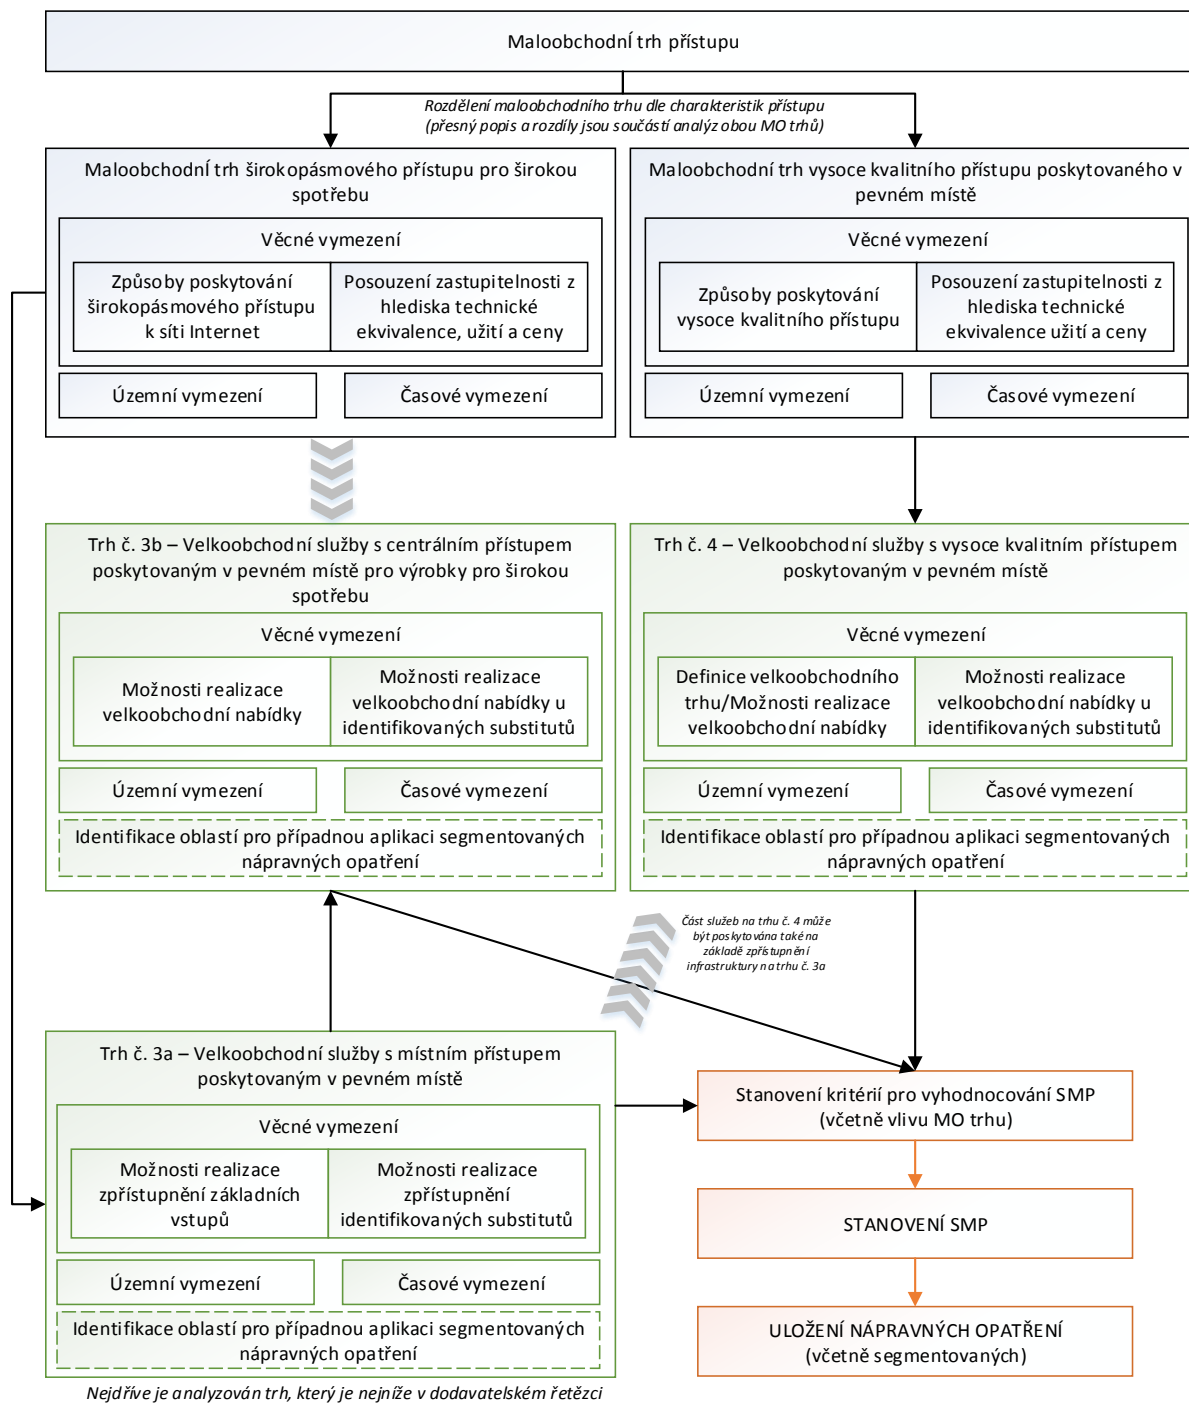 Maloobchodní trh přístupu
Rozdělení maloobchodního trhu dle charakteristik přístupu
(přesný popis a rozdíly jsou součástí analýz obou MO trhů)
Maloobchodní trh širokopásmového přístupu pro širokou
spotřebu
Věcné vymezení
Způsoby poskytování
širokopásmového přístupu
k síti Internet
Posouzení zastupitelnosti z
hlediska technické
ekvivalence, užití a ceny
Územní vymezení
Časové vymezení
Maloobchodní trh vysoce kvalitního přístupu poskytovaného v
pevném místě
Věcné vymezení
Způsoby poskytování
vysoce kvalitního přístupu
Posouzení zastupitelnosti z
hlediska technické
ekvivalence užití a ceny
Územní vymezení
Časové vymezení
Trh č. 3b – Velkoobchodní služby s centrálním přístupem
poskytovaným v pevném místě pro výrobky pro širokou
spotřebu
Věcné vymezení
Možnosti realizace
velkoobchodní nabídky
Možnosti realizace
velkoobchodní nabídky u
identifikovaných substitutů
Územní vymezení
Časové vymezení
Identifikace oblastí pro případnou aplikaci segmentovaných
nápravných opatření
Trh č. 4 – Velkoobchodní služby s vysoce kvalitním přístupem
poskytovaným v pevném místě
Věcné vymezení
Definice velkoobchodního
trhu/Možnosti realizace
velkoobchodní nabídky
Možnosti realizace
velkoobchodní nabídky u
identifikovaných substitutů
Územní vymezení
Časové vymezení
Identifikace oblastí pro případnou aplikaci segmentovaných
nápravných opatření
Část služeb na trhu č. 4 může
být poskytována také na
základě zpřístupnění
infrastruktury na trhu č. 3a
Trh č. 3a – Velkoobchodní služby s místním přístupem
poskytovaným v pevném místě
Věcné vymezení
Možnosti realizace
zpřístupnění základních
vstupů
Možnosti realizace
zpřístupnění
identifikovaných substitutů
Územní vymezení
Časové vymezení
Identifikace oblastí pro případnou aplikaci segmentovaných
nápravných opatření
Nejdříve je analyzován trh, který je nejníže v dodavatelském řetězci
Stanovení kritérií pro vyhodnocování SMP
(včetně vlivu MO trhu)
STANOVENÍ SMP
ULOŽENÍ NÁPRAVNÝCH OPATŘENÍ
(včetně segmentovaných)